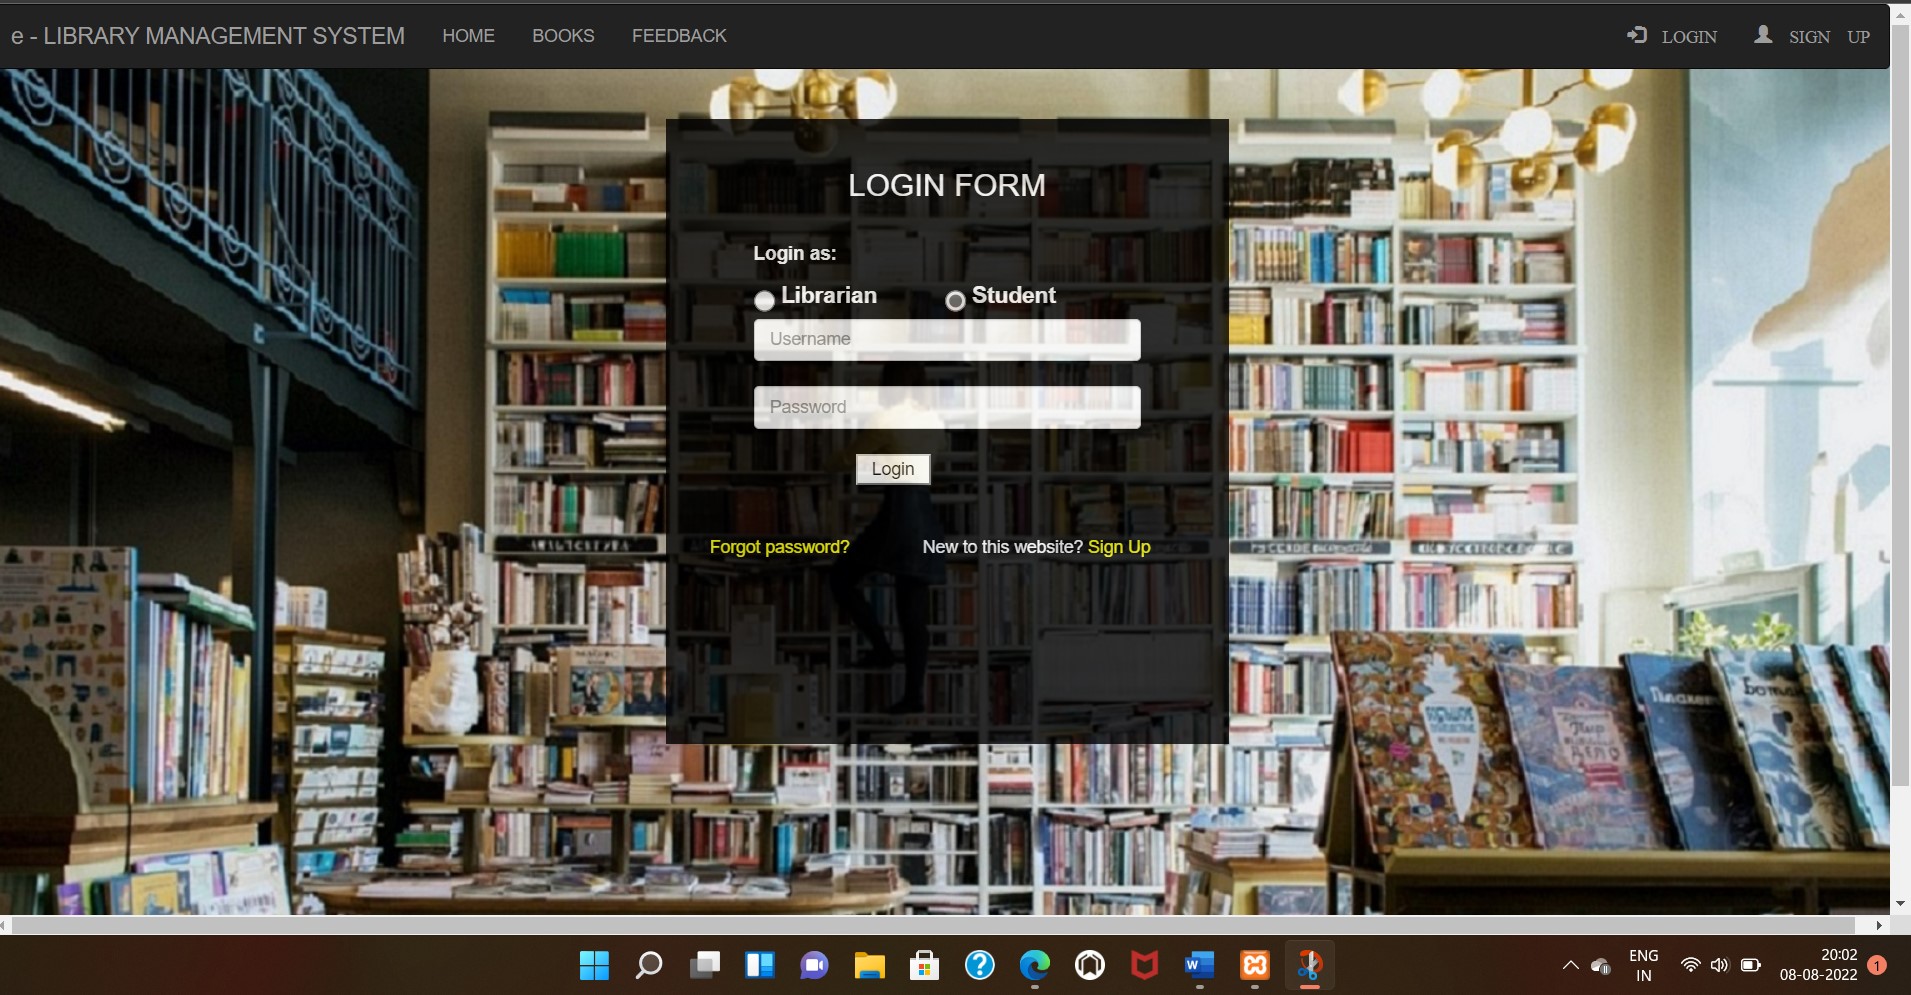 e - LIBRARY MANAGEMENT SYSTEM HOME BOOKS FEEDBACK LOGIN SIGN UP
LOGIN FORM
Login as:
Librarian Student
Username
Password
Login
Forgot password? New to this website? Sign Up
ENG
IN
20:02
08-08-2022
1